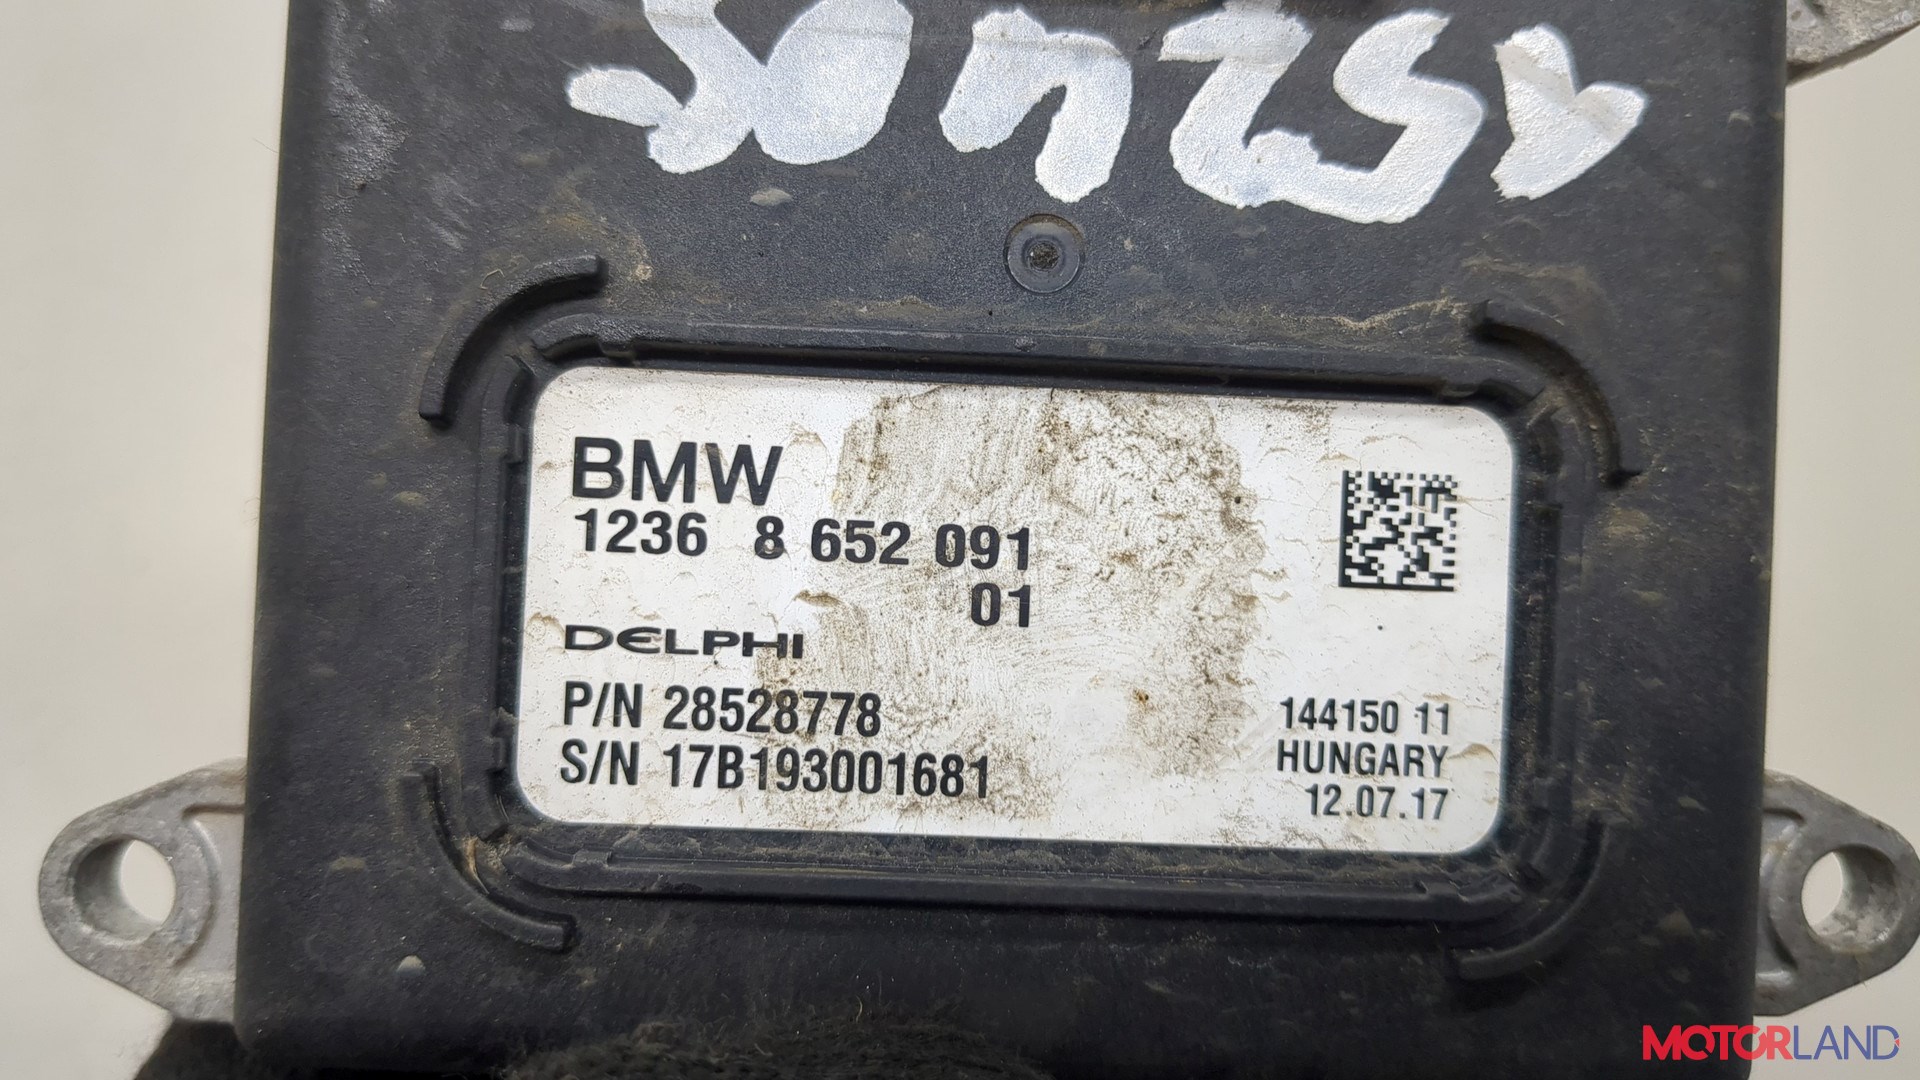 BMW
1236 8 652 091
01
DELPHI
P/N 28528778
S/N 17B193001681
144150 11
HUNGARY
12.07.17
MOTORLAND